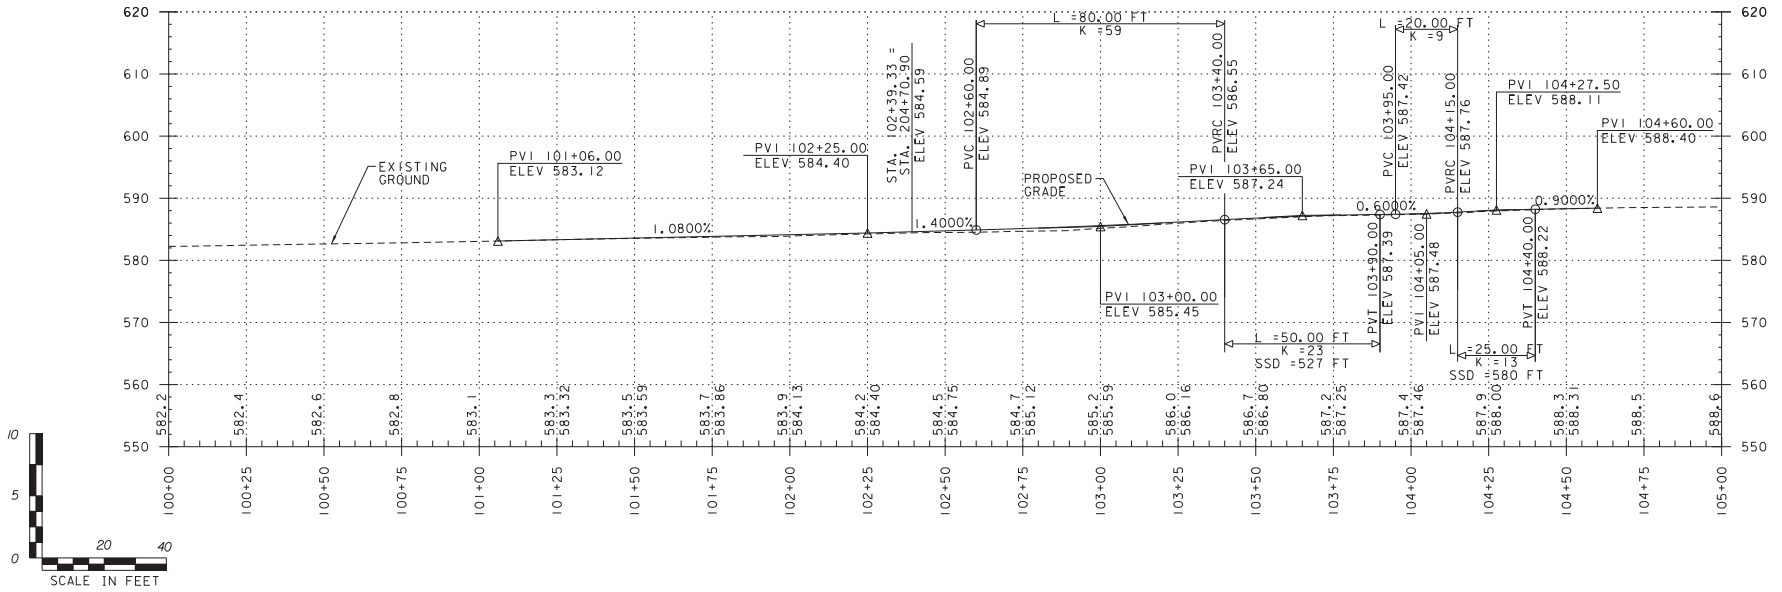 620
620
610
610
600
600
590
590
580
580
570
570
560
560
550
550
L =80.00 FT
K =59
L =20.00 FT
K =9
STA. 102+39.33 =
STA. 204+70.90
ELEV 584.59
PVC 102+60.00
ELEV 584.89
PVRC 103+40.00
ELEV 586.55
PVC 103+95.00
ELEV 587.42
PVRC 104+15.00
ELEV 587.76
PVI 104+27.50
ELEV 588.11
PVI 104+60.00
ELEV 588.40
EXISTING
GROUND
PVI 101+06.00
ELEV 583.12
PVI 102+25.00
ELEV 584.40
PROPOSED
GRADE
PVI 103+65.00
ELEV 587.24
1.0800%
1.4000%
0.6000%
0.9000%
PVI 103+00.00
ELEV 585.45
PVT 103+90.00
ELEV 587.39
PVI 104+05.00
ELEV 587.48
PVT 104+40.00
ELEV 588.22
L =50.00 FT
K =23
SSD =527 FT
L =25.00 FT
K =13
SSD =580 FT
582.2
582.4
582.6
582.8
583.1
583.3
583.32
583.5
583.59
583.7
583.86
583.9
584.13
584.2
584.40
584.5
584.75
584.7
585.12
585.2
585.59
586.0
586.16
586.7
586.80
587.2
587.25
587.4
587.46
587.9
588.00
588.3
588.31
588.5
588.6
100+00
100+25
100+50
100+75
101+00
101+25
101+50
101+75
102+00
102+25
102+50
102+75
103+00
103+25
103+50
103+75
104+00
104+25
104+50
104+75
105+00
10
5
0
20
40
SCALE IN FEET